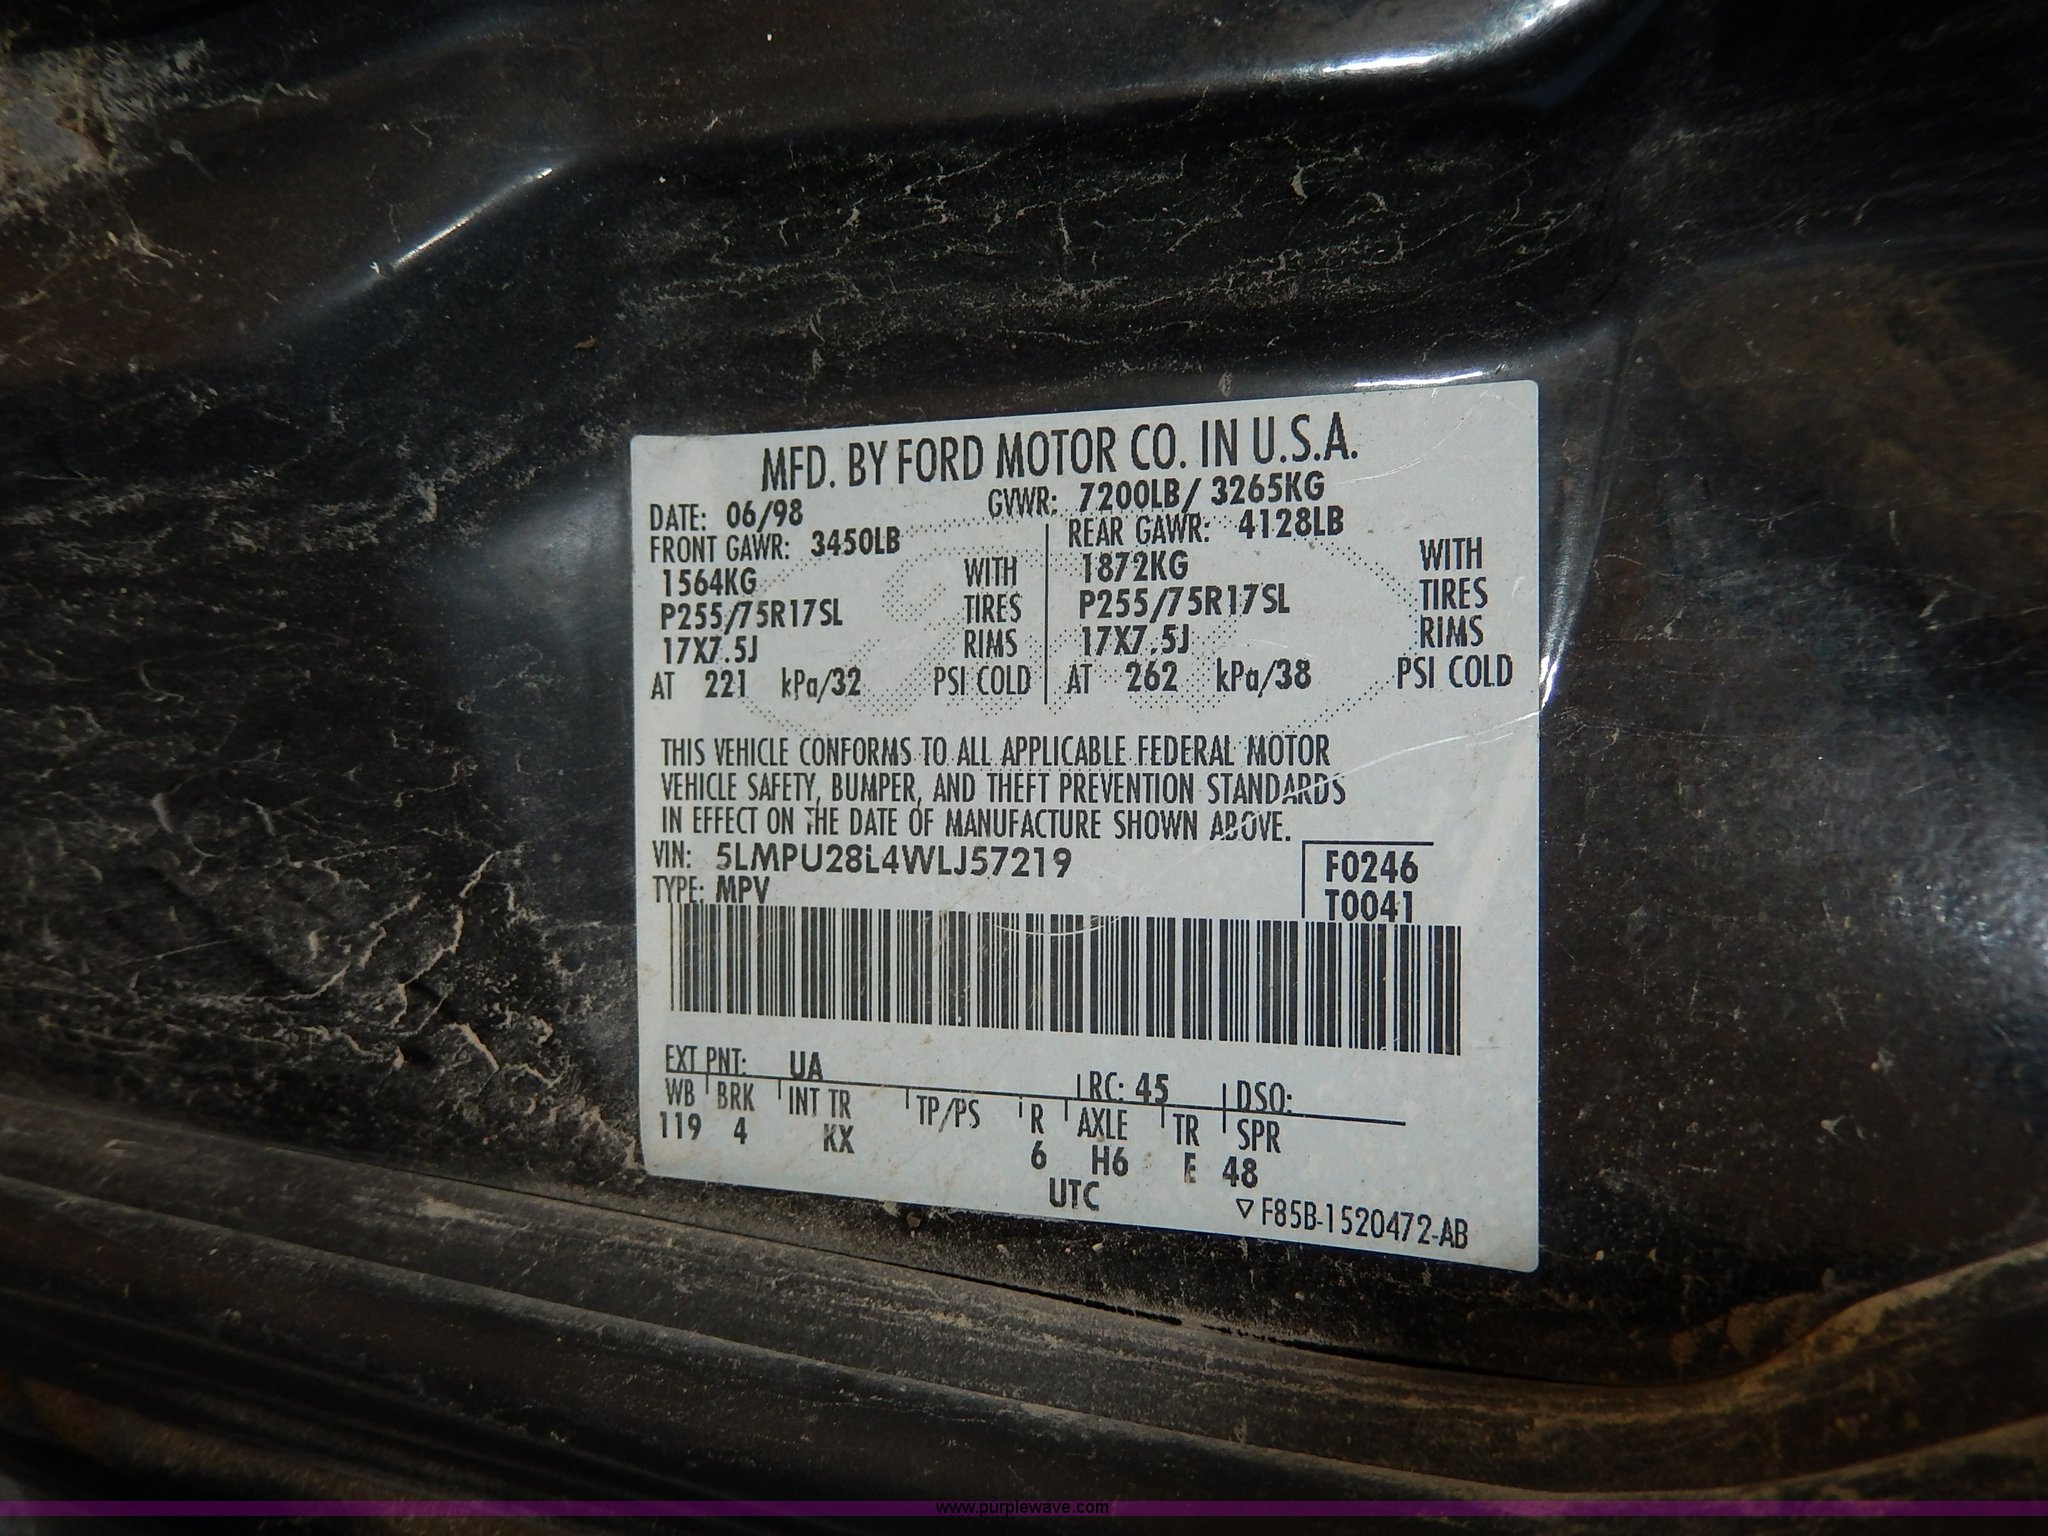 MFD. BY FORD MOTOR CO. IN U.S.A.
DATE: 06/98 GVWR: 7200LB/ 3265KG
FRONT GAWR: 3450LB REAR GAWR: 4128LB
1564KG WITH 1872KG WITH
P255/75R17SL TIRES P255/75R17SL TIRES
17X7.5J RIMS 17X7.5J RIMS
AT 221 kPa/32 PSI COLD AT 262 kPa/38 PSI COLD
THIS VEHICLE CONFORMS TO ALL APPLICABLE FEDERAL MOTOR
VEHICLE SAFETY, BUMPER, AND THEFT PREVENTION STANDARDS
IN EFFECT ON THE DATE OF MANUFACTURE SHOWN ABOVE.
VIN: 5LMPU28L4WLJ57219 F0246
TYPE: MPV T0041
EXT PNT: UA RC: 45 DSO:
WB BRK INT TR TP/PS R AXLE TR SPR
119 4 KX 6 H6 E 48
UTC
▽F85B-1520472-AB
www.purplewave.com